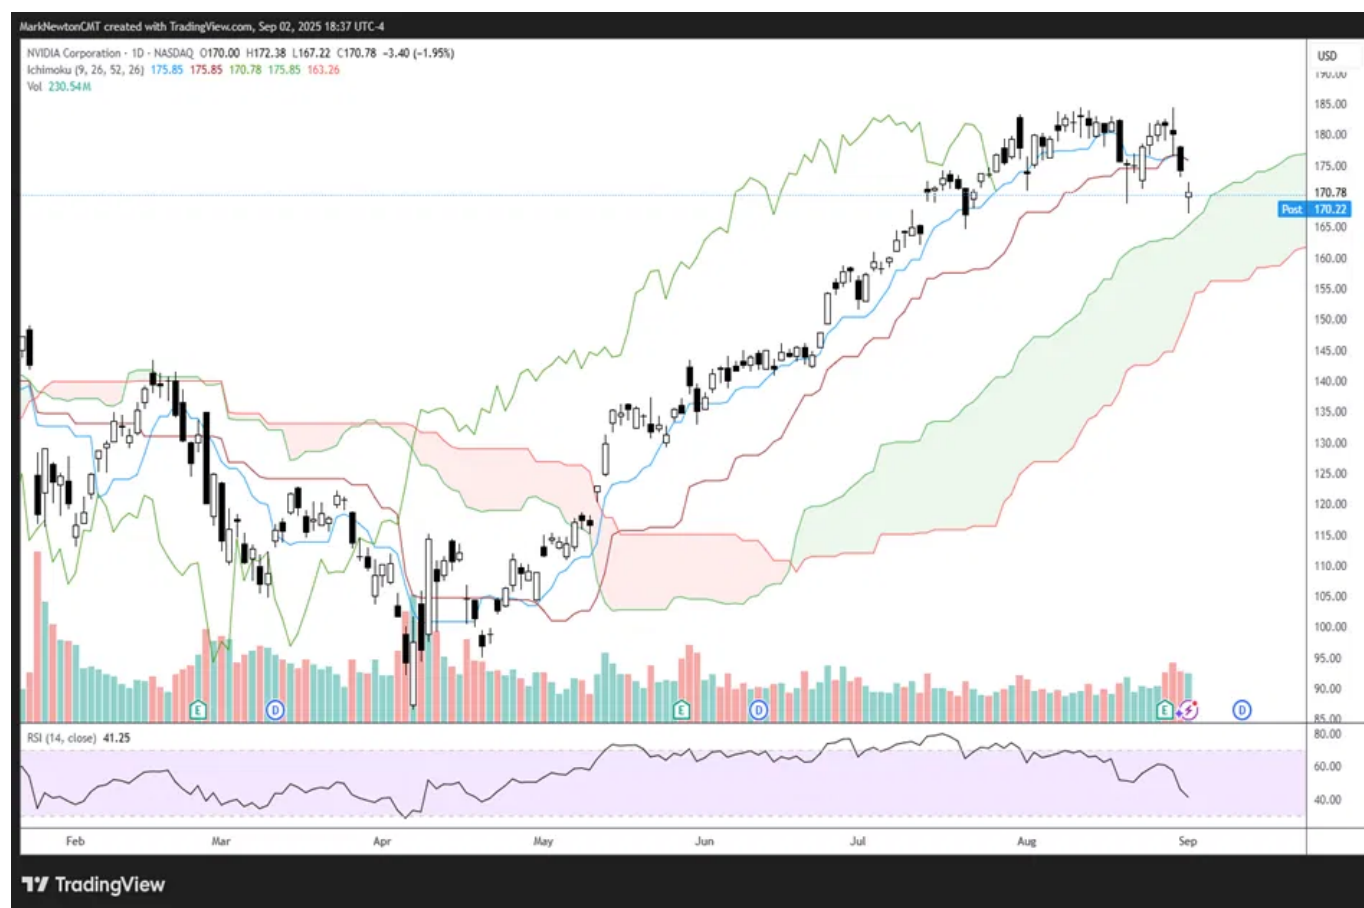 MarkNewtonCMT created with TradingView.com, Sep 02, 2025 18:37 UTC-4
NVIDIA Corporation · 1D · NASDAQ O170.00 H172.38 L167.22 C170.78 −3.40 (−1.95%)
Ichimoku (9, 26, 52, 26) 175.85 175.85 170.78 175.85 163.26
Vol 230.54M
USD
190.00
185.00
180.00
175.00
170.78
Post 170.22
165.00
160.00
155.00
150.00
145.00
140.00
135.00
130.00
125.00
120.00
115.00
110.00
105.00
100.00
95.00
90.00
85.00
E D E D E D
RSI (14, close) 41.25
80.00
60.00
40.00
Feb Mar Apr May Jun Jul Aug Sep
TradingView